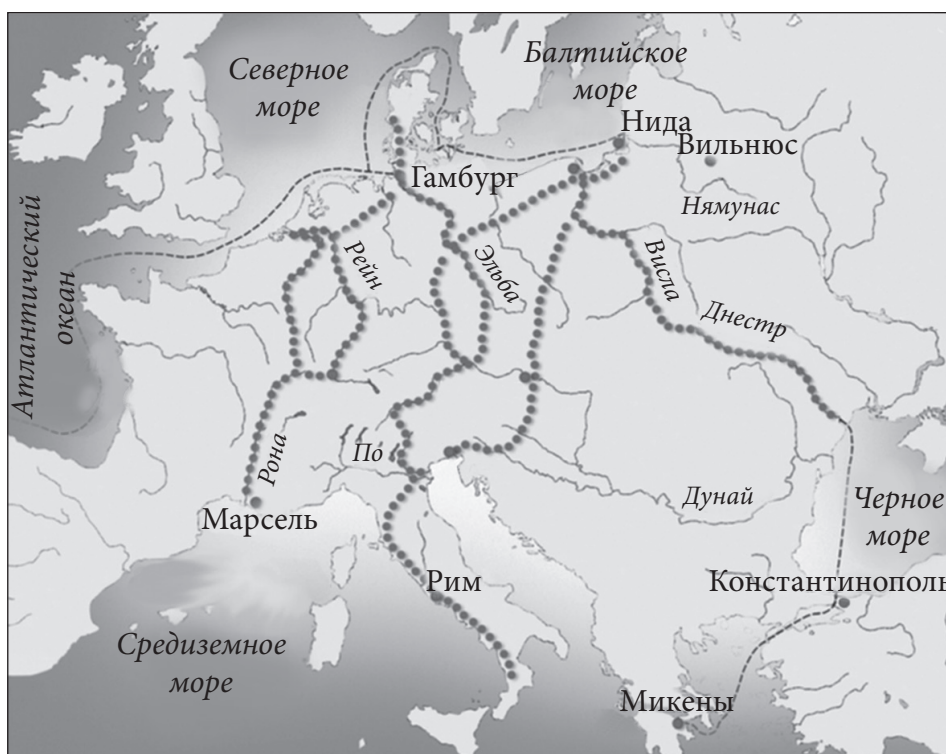 Северное
море
Балтийское
море
Нида
Вильнюс
Гамбург
Нямунас
Атлантический
океан
Рейн
Эльба
Висла
Днестр
Рона
По
Марсель
Дунай
Черное
море
Рим
Константинополь
Средиземное
море
Микены